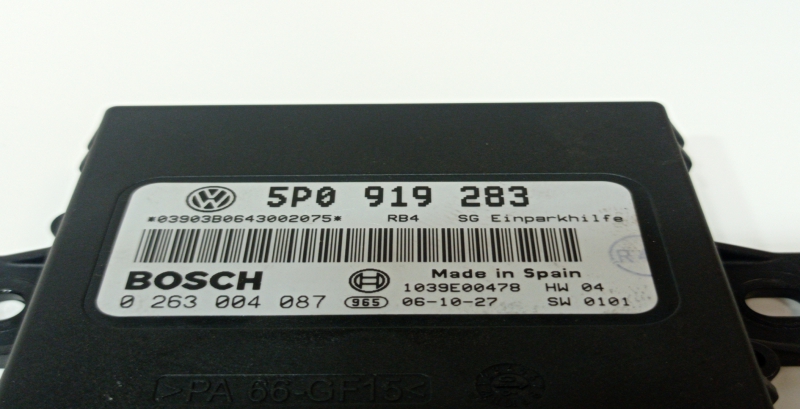 5P0 919 283
*03903B0643002075* RB4 SG Einparkhilfe
BOSCH
Made in Spain
1039E00478 HW 04
0 263 004 087 965 06-10-27 SW 0101
>PA 66-GF15<